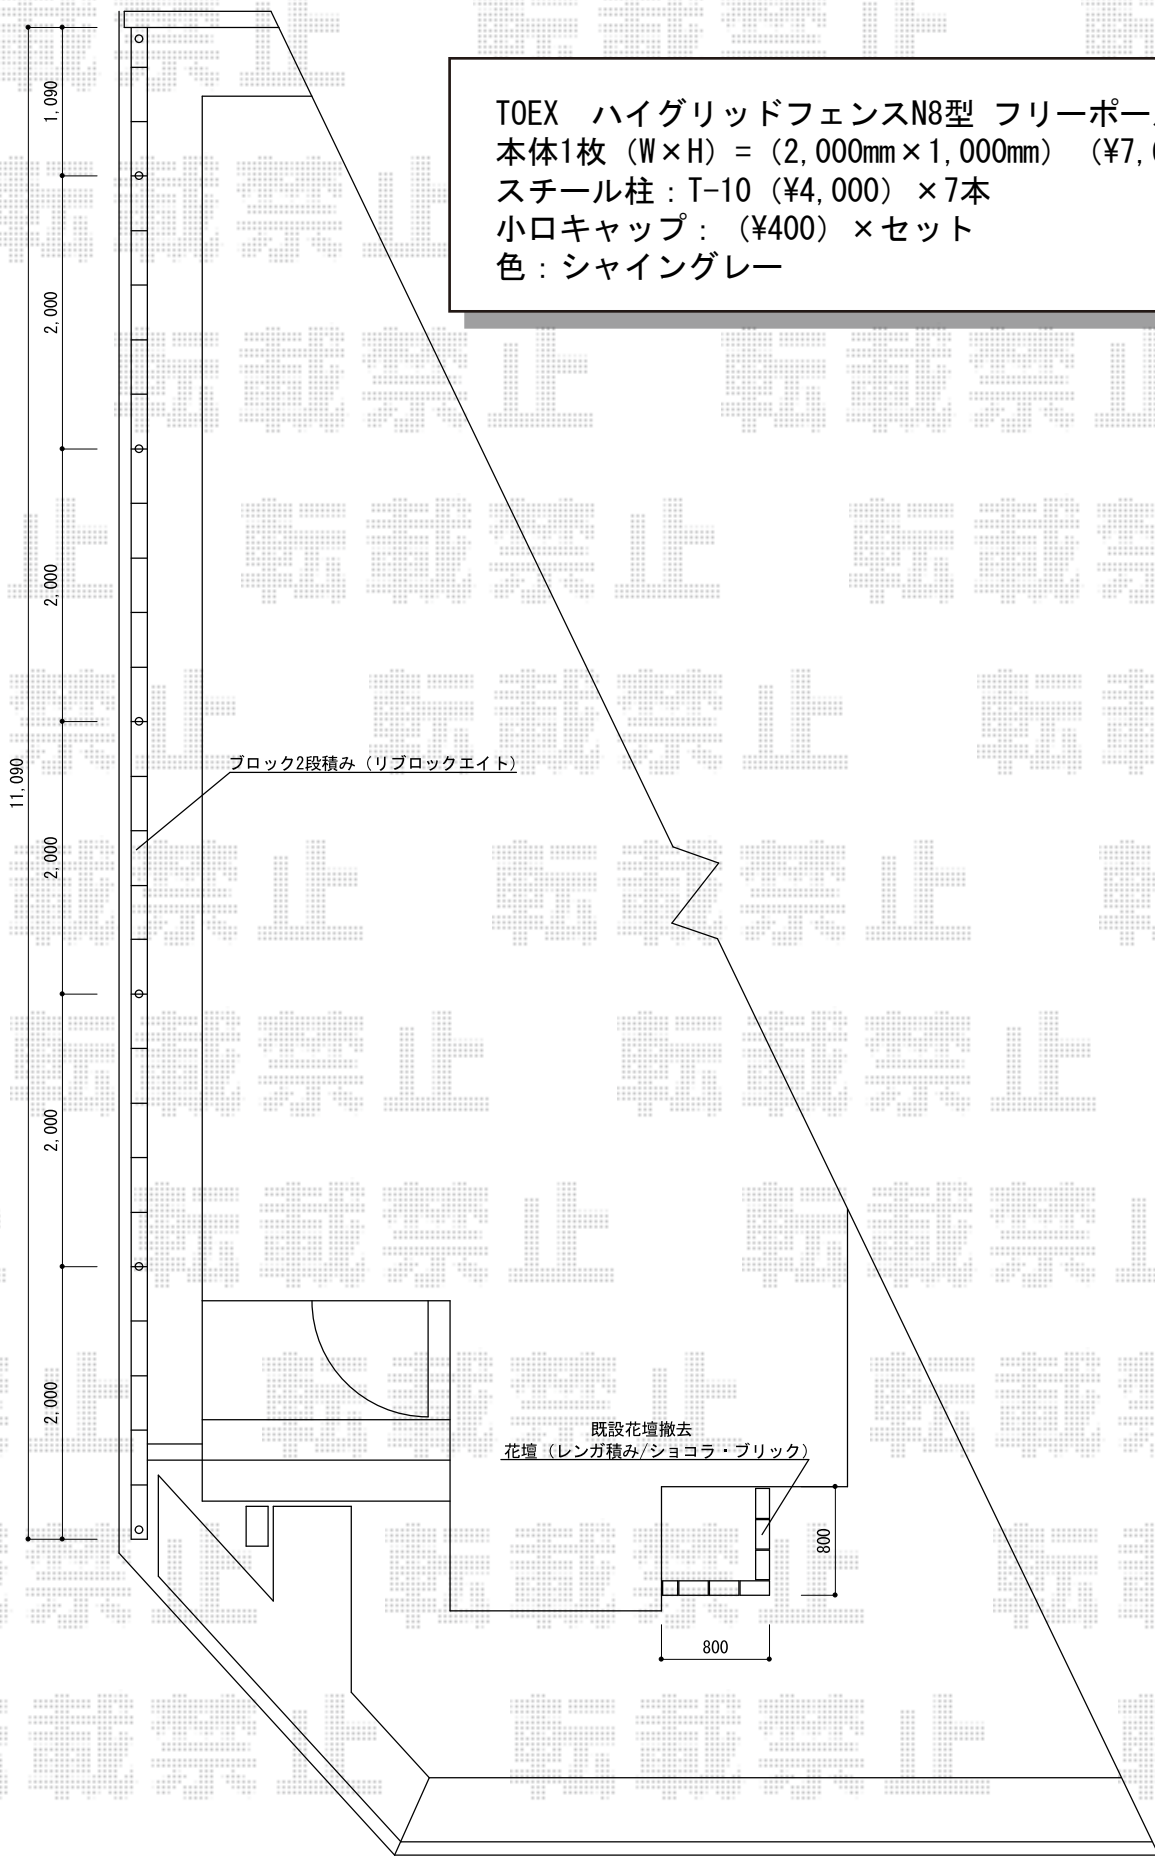 TOEX ハイグリッドフェンスN8型 フリーポー
本体1枚（W×H）=（2,000mm×1,000mm）（¥7,
スチール柱：T-10（¥4,000）×7本
小口キャップ：（¥400）×セット
色：シャイングレー
1,090
2,000
2,000
11,090
ブロック2段積み（リブロックエイト）
2,000
2,000
2,000
既設花壇撤去
花壇（レンガ積み/ショコラ・ブリック）
800
800
転載禁止